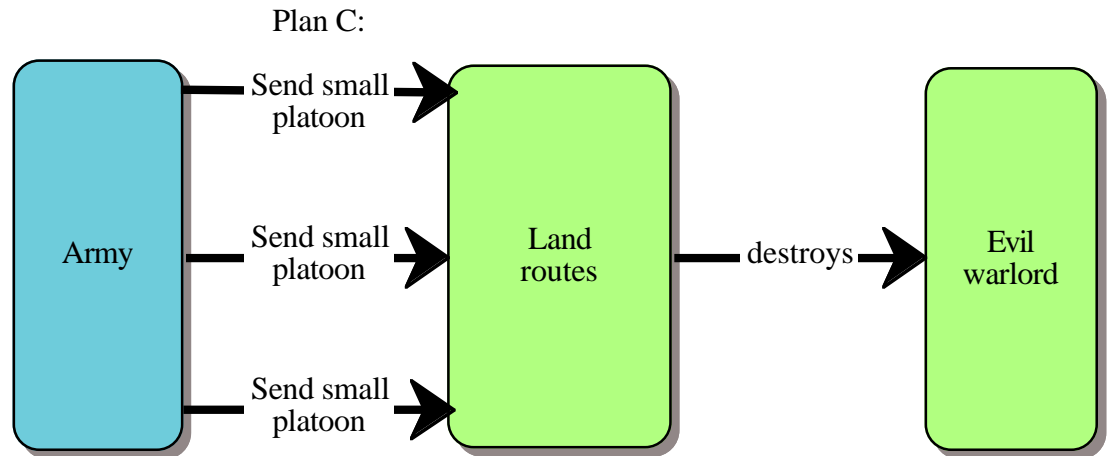 Plan C:
Send small
platoon
Army
Send small
platoon
Send small
platoon
Land
routes
destroys
Evil
warlord